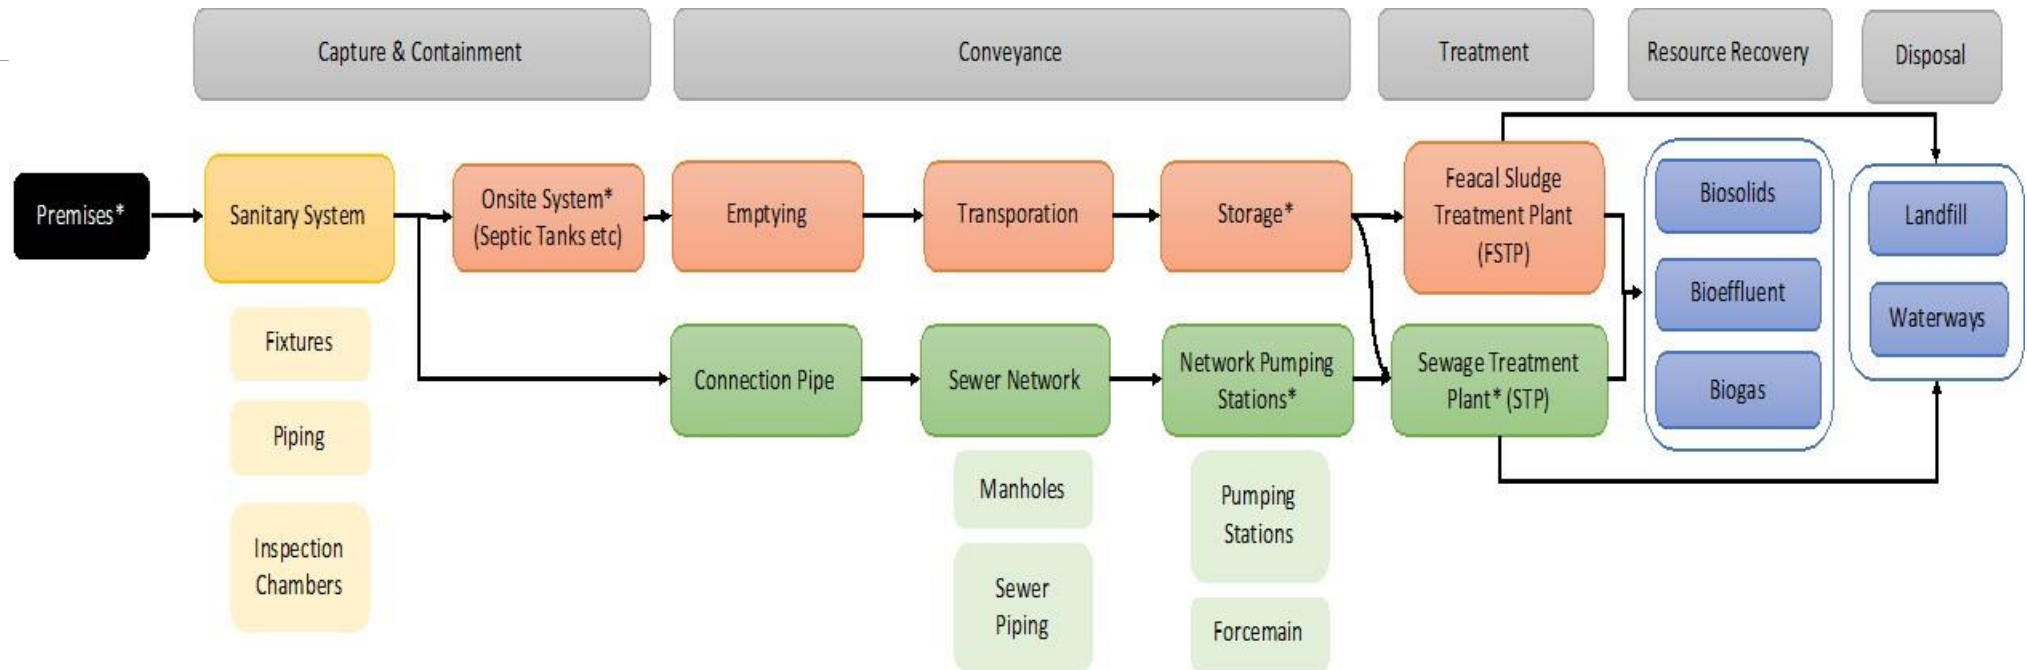 Capture & Containment
Conveyance
Treatment
Resource Recovery
Disposal
Premises*
Sanitary System
Onsite System*
(Septic Tanks etc)
Emptying
Transporation
Storage*
Feacal Sludge
Treatment Plant
(FSTP)
Biosolids
Bioeffluent
Biogas
Landfill
Waterways
Fixtures
Piping
Inspection
Chambers
Connection Pipe
Sewer Network
Network Pumping
Stations*
Sewage Treatment
Plant* (STP)
Manholes
Sewer
Piping
Pumping
Stations
Forcemain